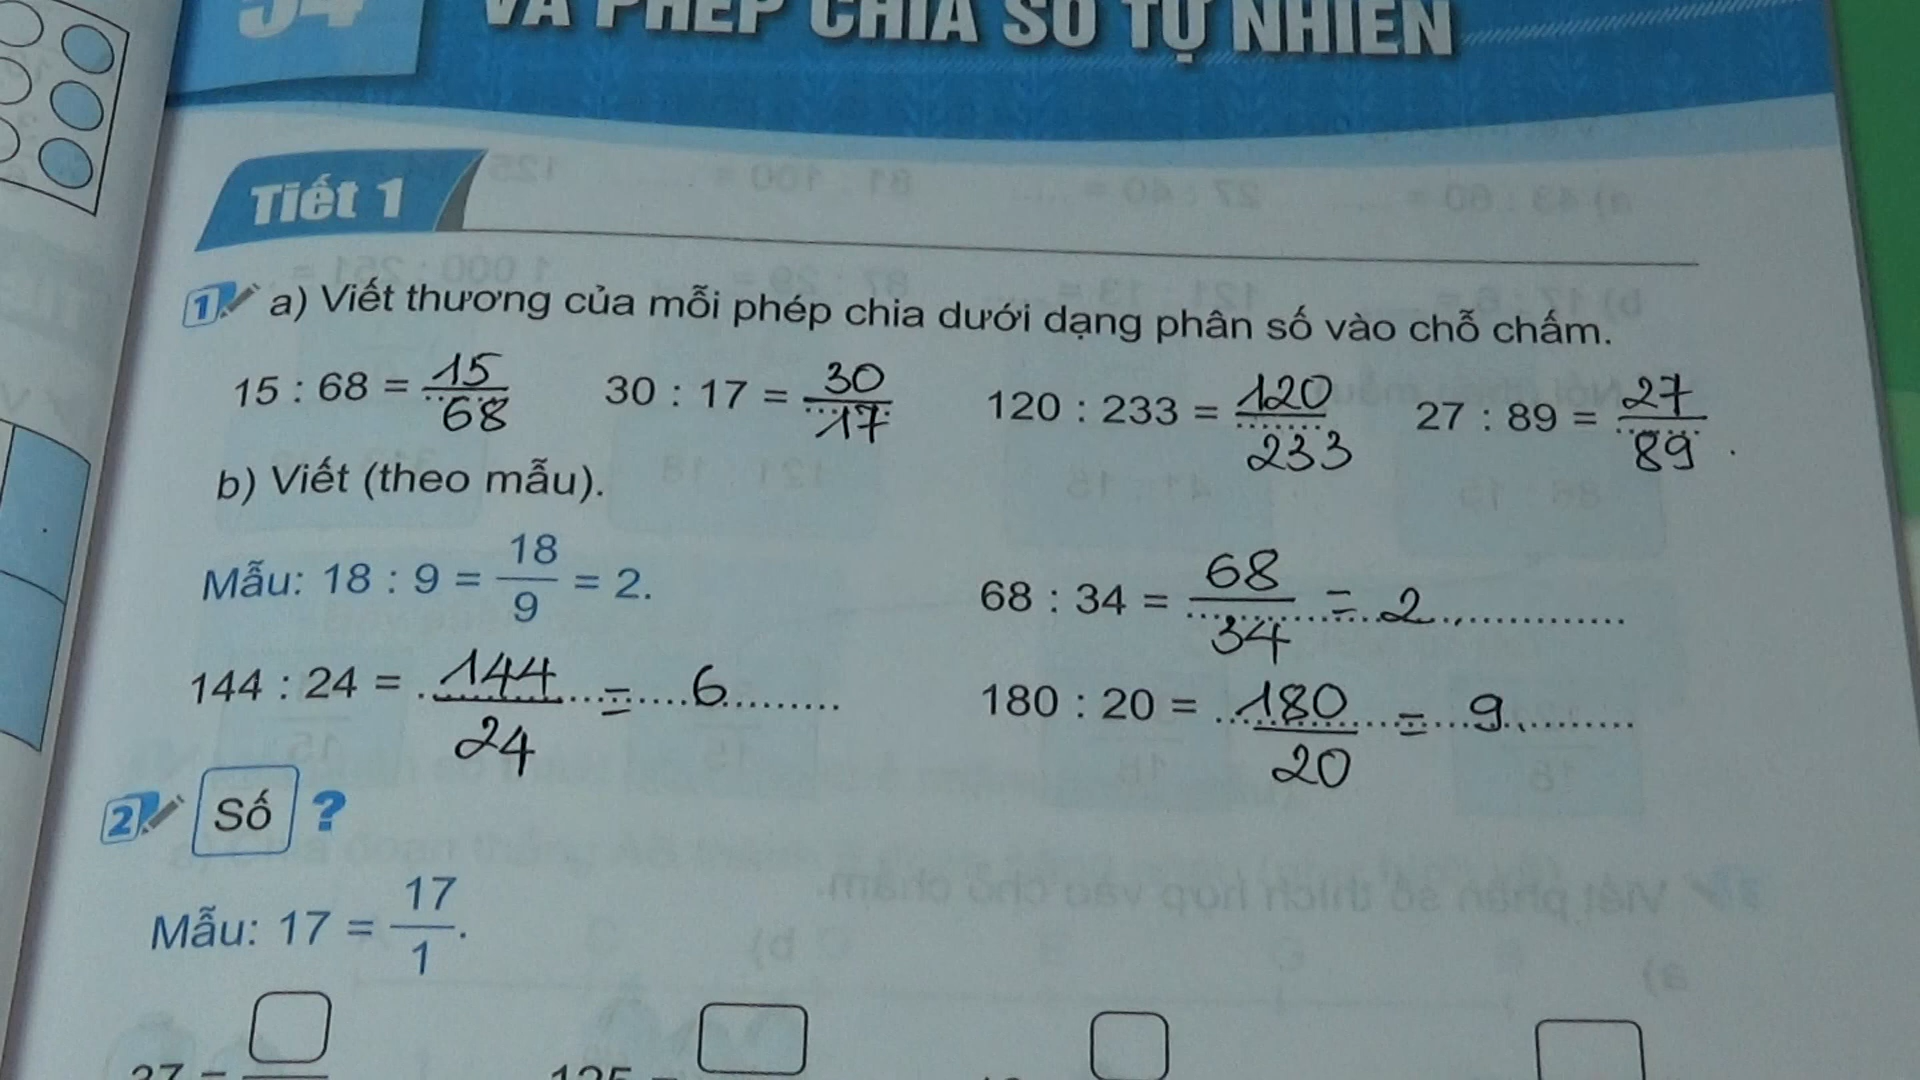 54 VÀ PHÉP CHIA SỐ TỰ NHIÊN
Tiết 1
1 a) Viết thương của mỗi phép chia dưới dạng phân số vào chỗ chấm.
15 : 68 = 15/68 30 : 17 = 30/17 120 : 233 = 120/233 27 : 89 = 27/89 .
b) Viết (theo mẫu).
Mẫu: 18 : 9 = 18/9 = 2. 68 : 34 = 68/34 = 2
144 : 24 = 144/24 = 6 180 : 20 = 180/20 = 9
2 Số ?
Mẫu: 17 = 17/1.